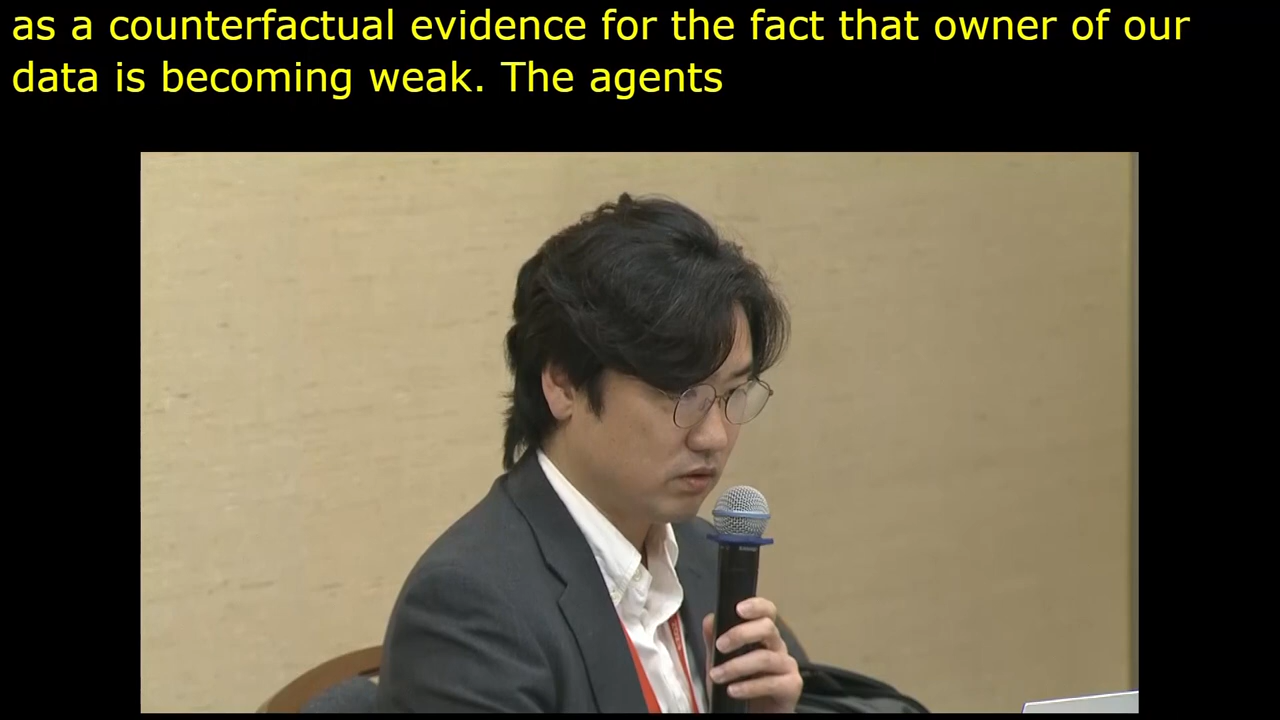 as a counterfactual evidence for the fact that owner of our
data is becoming weak. The agents